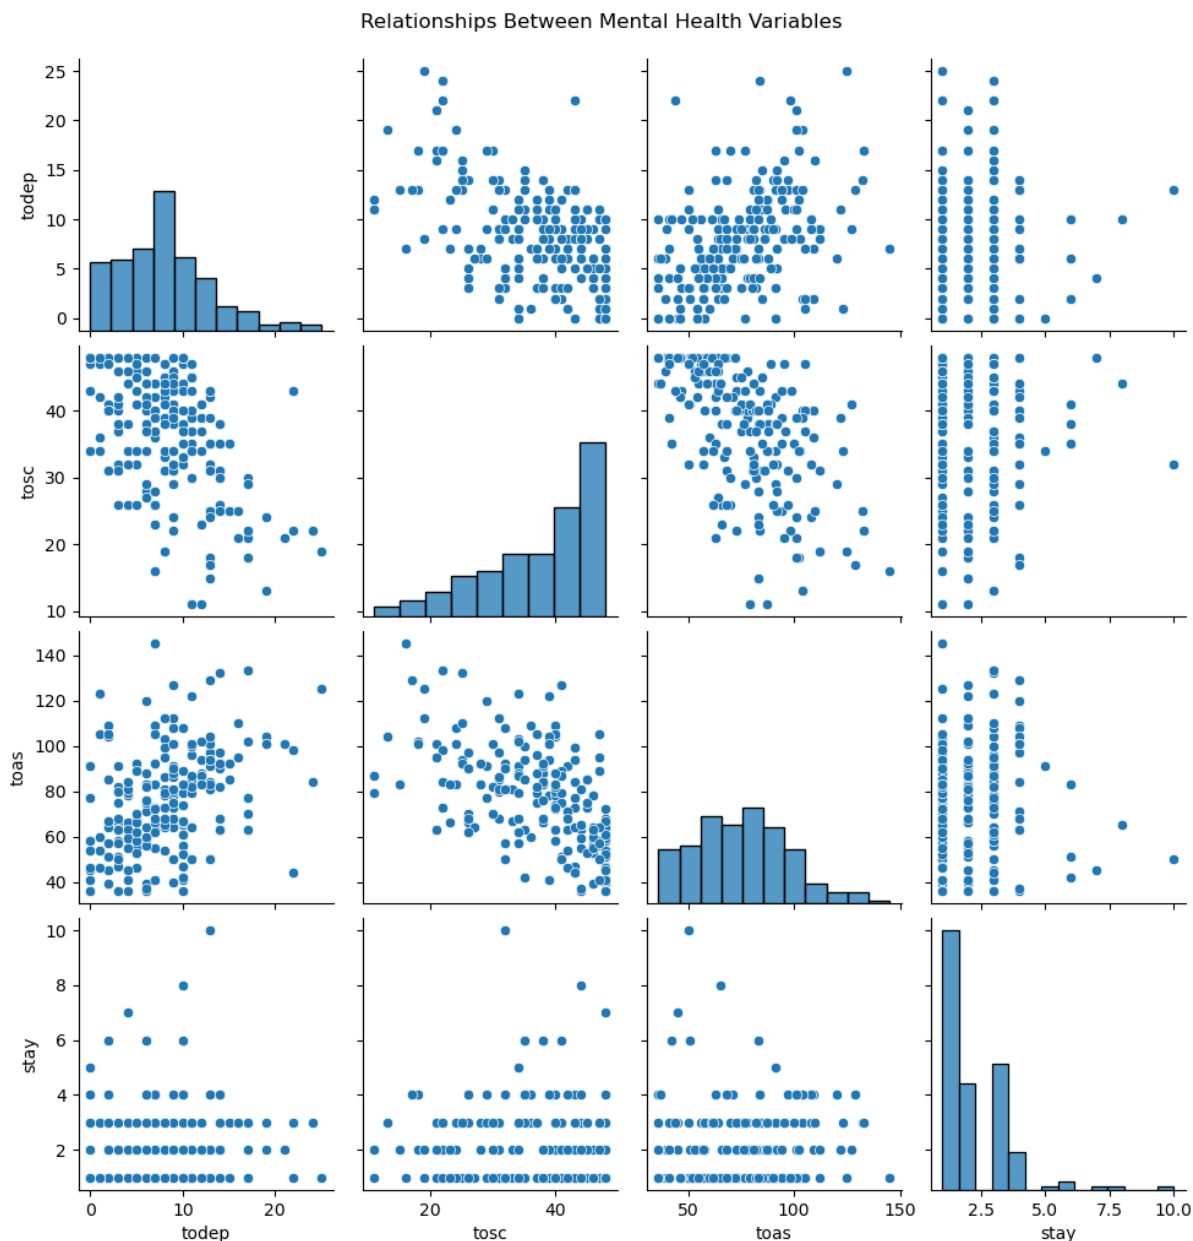 Relationships Between Mental Health Variables
25
20
15
10
5
0
todep
40
30
20
10
tosc
140
120
100
80
60
40
toas
10
8
6
4
2
stay
0 10 20
20 40
50 100 150
2.5 5.0 7.5 10.0
todep tosc toas stay